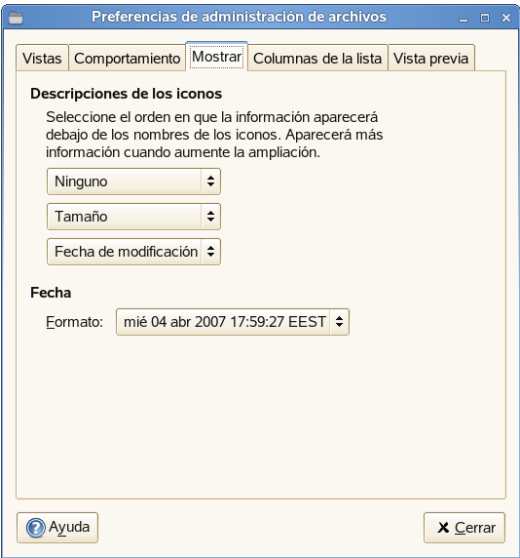 Preferencias de administración de archivos
Vistas Comportamiento Mostrar Columnas de la lista Vista previa
Descripciones de los iconos
Seleccione el orden en que la información aparecerá
debajo de los nombres de los iconos. Aparecerá más
información cuando aumente la ampliación.
Ninguno
Tamaño
Fecha de modificación
Fecha
Formato: mié 04 abr 2007 17:59:27 EEST
Ayuda Cerrar